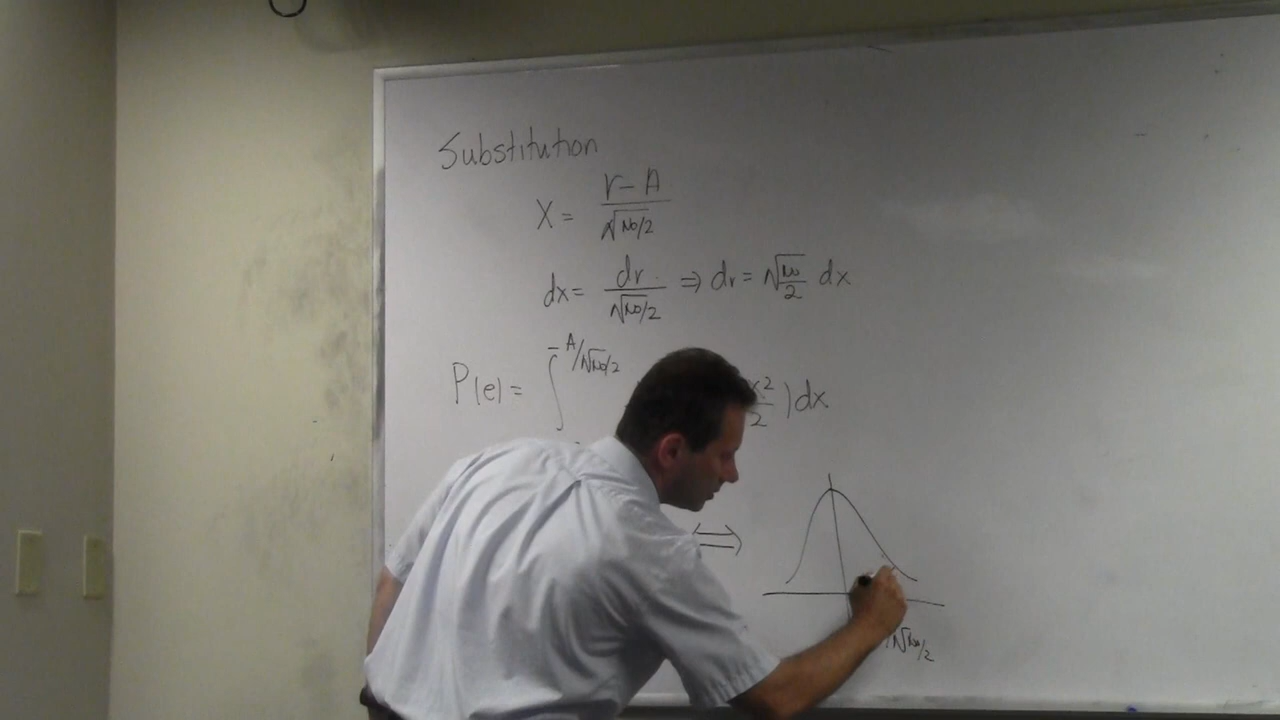 Substitution
X = r-A / √No/2
dx = dr / √No/2 ⇒ dr = √No/2 dx
P(e) = ∫ -A/√No/2 x²/2 ) dx
⇔
/√No/2